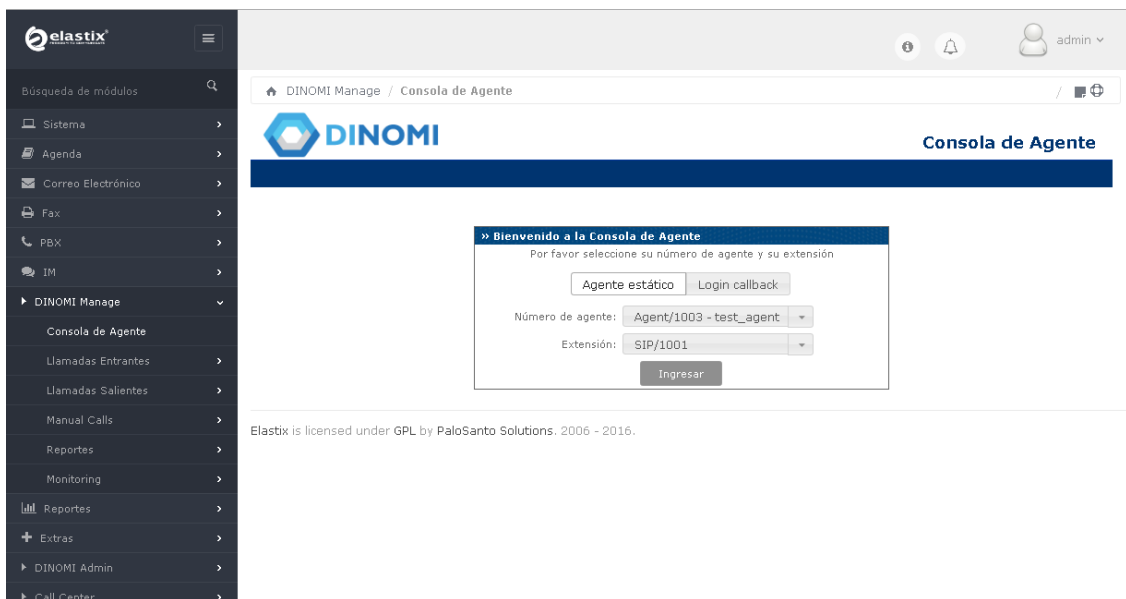 elastix
admin
Búsqueda de módulos
DINOMI Manage / Consola de Agente
/
Sistema
Agenda
Correo Electrónico
Fax
PBX
IM
DINOMI Manage
Consola de Agente
Llamadas Entrantes
Llamadas Salientes
Manual Calls
Reportes
Monitoring
Reportes
Extras
DINOMI Admin
Call Center
DINOMI
Consola de Agente
» Bienvenido a la Consola de Agente
Por favor seleccione su número de agente y su extensión
Agente estático Login callback
Número de agente: Agent/1003 - test_agent
Extensión: SIP/1001
Ingresar
Elastix is licensed under GPL by PaloSanto Solutions. 2006 - 2016.